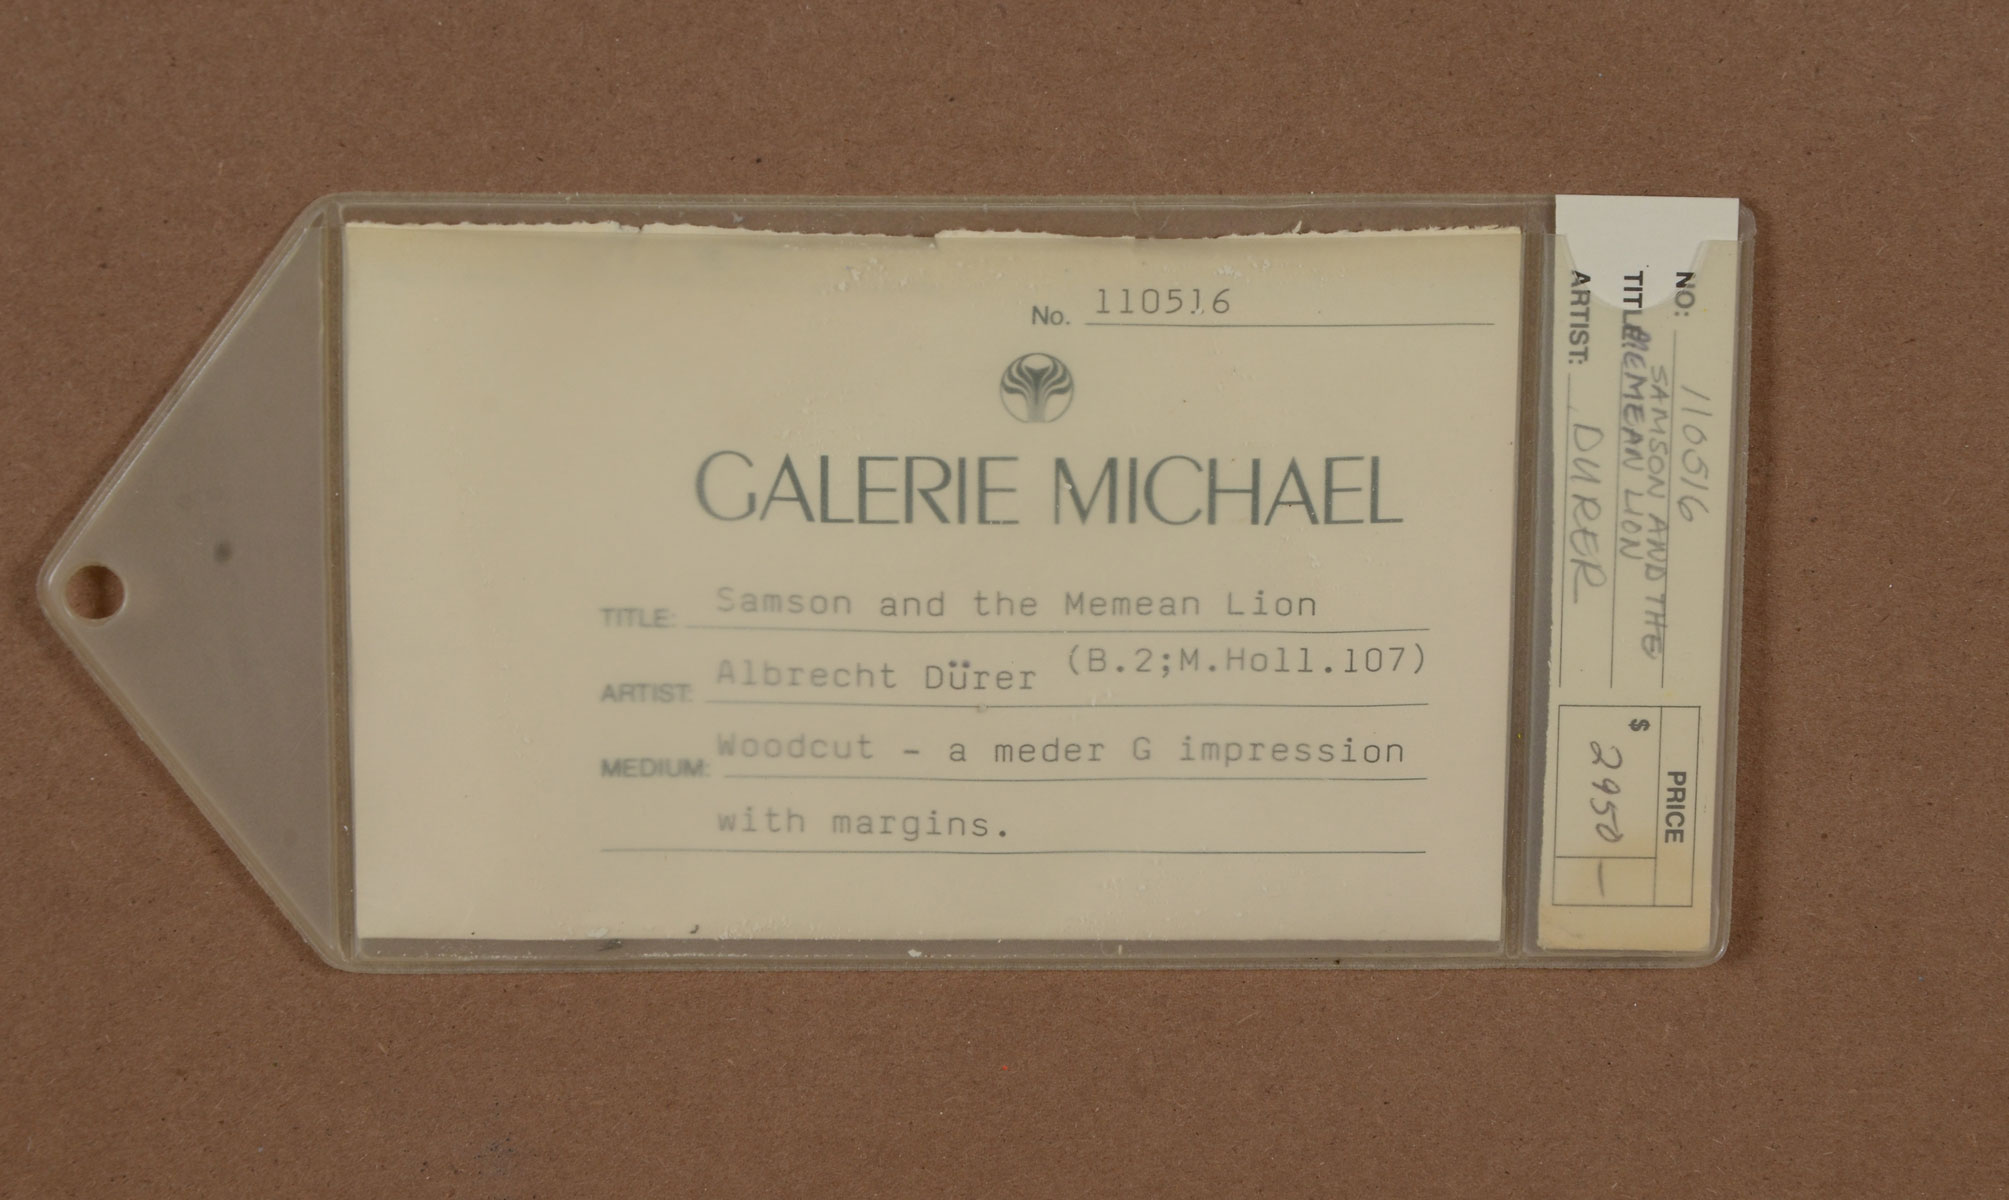 No. 110516
GALERIE MICHAEL
TITLE: Samson and the Memean Lion
ARTIST: Albrecht Dürer (B.2;M.Holl.107)
MEDIUM: Woodcut - a meder G impression
with margins.
NO: 110516
SAMSON AND THE
TITLE: MEMEAN LION
ARTIST: DURER
PRICE
$ 2950 —